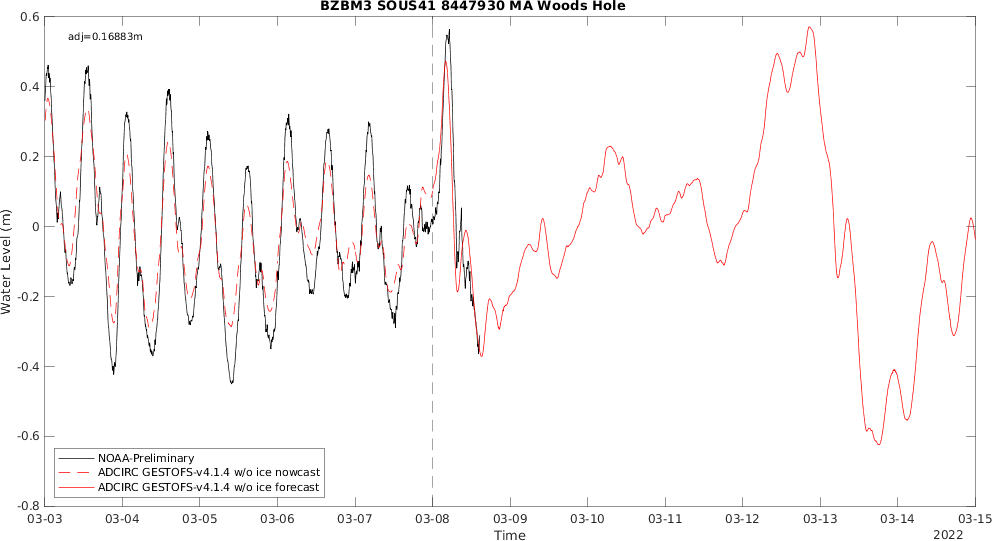 BZBM3 SOUS41 8447930 MA Woods Hole
adj=0.16883m
Water Level (m)
0.6
0.4
0.2
0
-0.2
-0.4
-0.6
-0.8
NOAA-Preliminary
ADCIRC GESTOFS-v4.1.4 w/o ice nowcast
ADCIRC GESTOFS-v4.1.4 w/o ice forecast
03-03 03-04 03-05 03-06 03-07 03-08 03-09 03-10 03-11 03-12 03-13 03-14 03-15
Time
2022